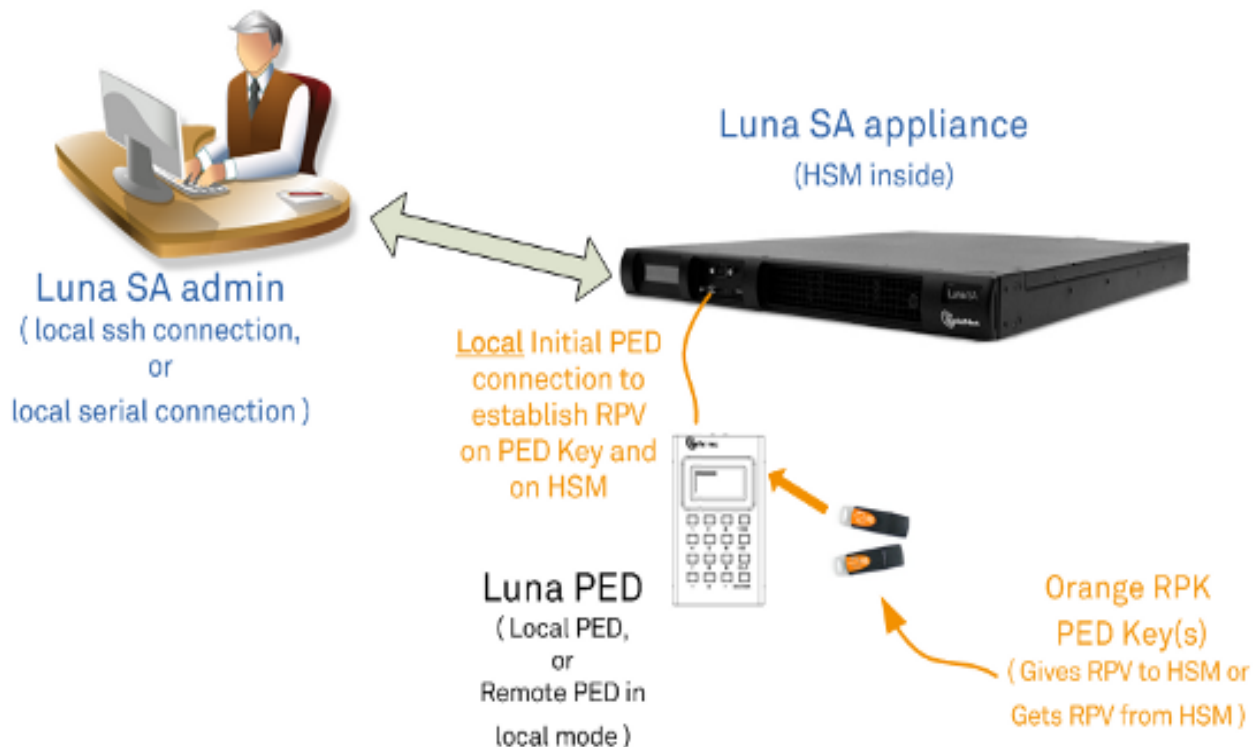 Luna SA appliance
(HSM inside)
Luna SA admin
( local ssh connection,
or
local serial connection )
Local Initial PED
connection to
establish RPV
on PED Key and
on HSM
Luna PED
( Local PED,
or
Remote PED in
local mode )
Orange RPK
PED Key(s)
( Gives RPV to HSM or
Gets RPV from HSM )
Luna SA